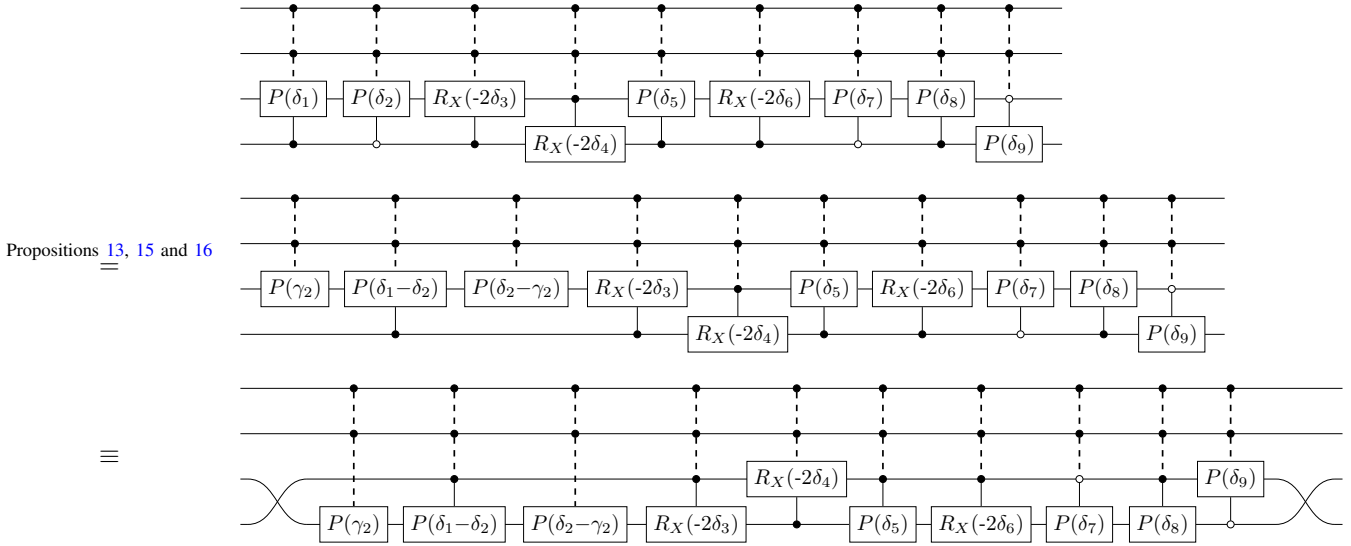 P(δ₁) P(δ₂) R_X(-2δ₃) P(δ₅) R_X(-2δ₆) P(δ₇) P(δ₈)
R_X(-2δ₄) P(δ₉)
Propositions 13, 15 and 16
=
P(γ₂) P(δ₁−δ₂) P(δ₂−γ₂) R_X(-2δ₃) P(δ₅) R_X(-2δ₆) P(δ₇) P(δ₈)
R_X(-2δ₄) P(δ₉)
≡
R_X(-2δ₄) P(δ₉)
P(γ₂) P(δ₁−δ₂) P(δ₂−γ₂) R_X(-2δ₃) P(δ₅) R_X(-2δ₆) P(δ₇) P(δ₈)